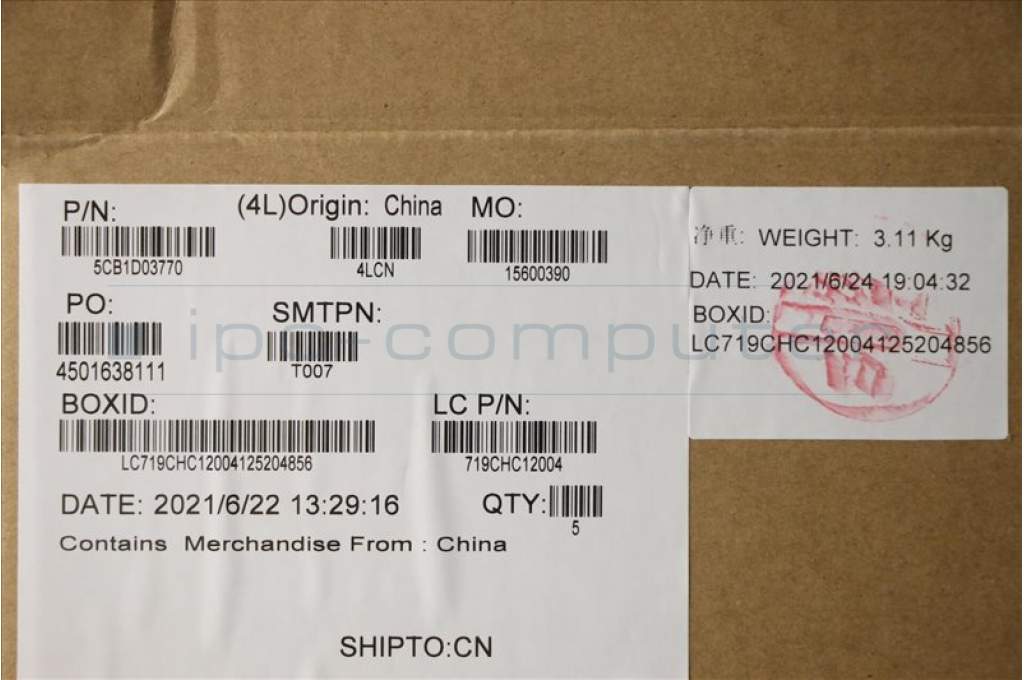 P/N:
5CB1D03770
(4L)Origin: China
4LCN
MO:
15600390
PO:
4501638111
SMTPN:
T007
BOXID:
LC719CHC12004125204856
LC P/N:
719CHC12004
DATE: 2021/6/22 13:29:16
QTY:
5
Contains Merchandise From : China
SHIPTO:CN
净重: WEIGHT: 3.11 Kg
DATE: 2021/6/24 19:04:32
BOXID:
LC719CHC12004125204856
ipc-computer